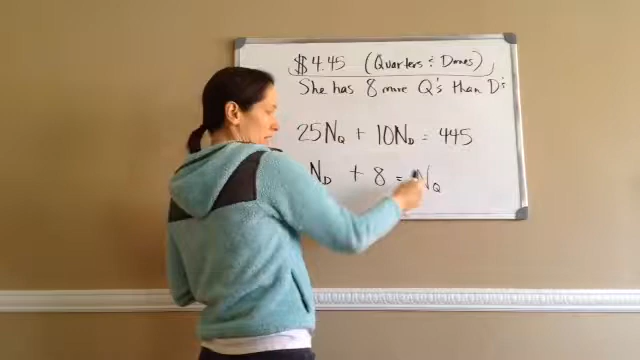 $4.45 (Quarters & Dimes)
She has 8 more Q's than D's
25N_Q + 10N_D = 445
N_D + 8 = N_Q